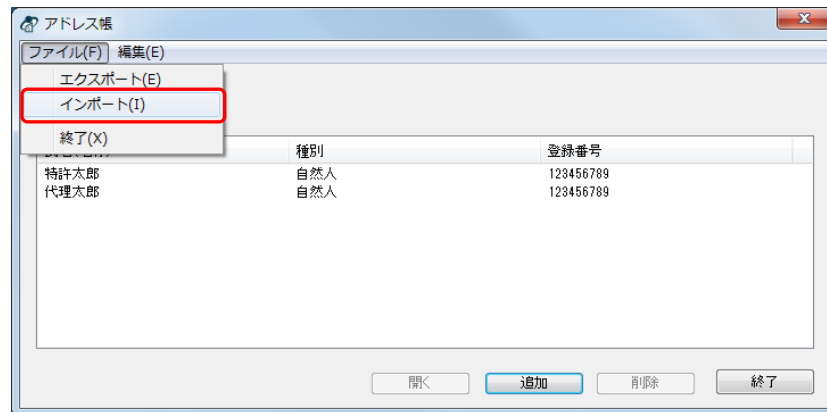 アドレス帳
ファイル(F) 編集(E)
エクスポート(E)
インポート(I)
終了(X)
種別 登録番号
特許太郎 自然人 123456789
代理太郎 自然人 123456789
開く 追加 削除 終了